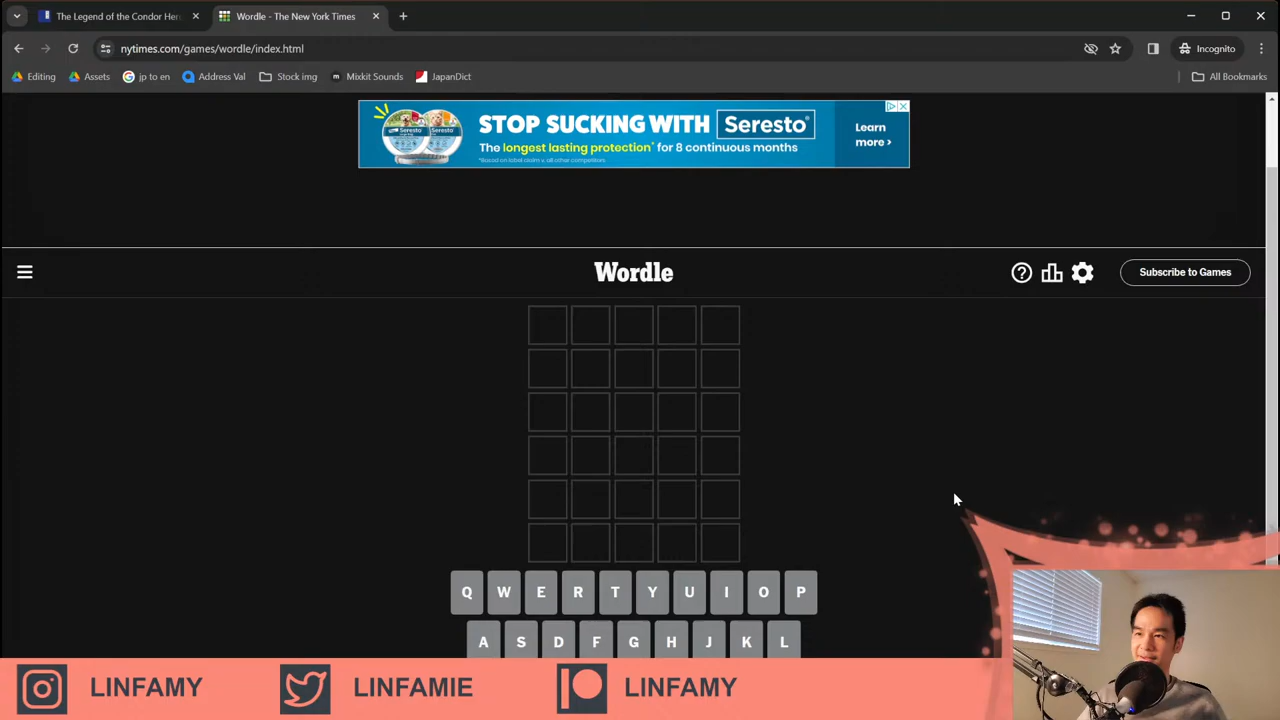 The Legend of the Condor Her
Wordle - The New York Times
nytimes.com/games/wordle/index.html
Incognito
Editing
Assets
jp to en
Address Val
Stock img
Mixkit Sounds
JapanDict
All Bookmarks
STOP SUCKING WITH Seresto
The longest lasting protection* for 8 continuous months
Learn
more >
Wordle
Subscribe to Games
Q W E R T Y U I O P
A S D F G H J K L
LINFAMY LINFAMIE LINFAMY